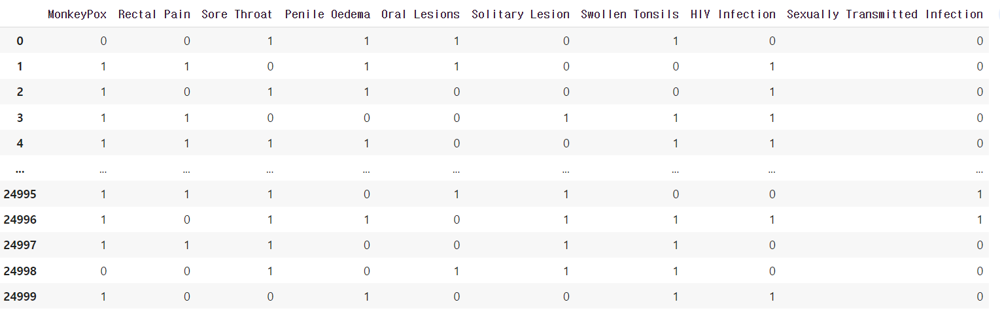 MonkeyPox Rectal Pain Sore Throat Penile Oedema Oral Lesions Solitary Lesion Swollen Tonsils HIV Infection Sexually Transmitted Infection
0 0 0 1 1 1 0 1 0 0
1 1 1 0 1 1 0 0 1 0
2 1 0 1 1 0 0 0 1 0
3 1 1 0 0 0 1 1 1 0
4 1 1 1 1 0 0 1 1 0
... ... ... ... ... ... ... ... ... ...
24995 1 1 1 0 1 1 0 0 1
24996 1 0 1 1 0 1 1 1 1
24997 1 1 1 0 0 1 1 0 0
24998 0 0 1 0 1 1 1 0 0
24999 1 0 0 1 0 0 1 1 0